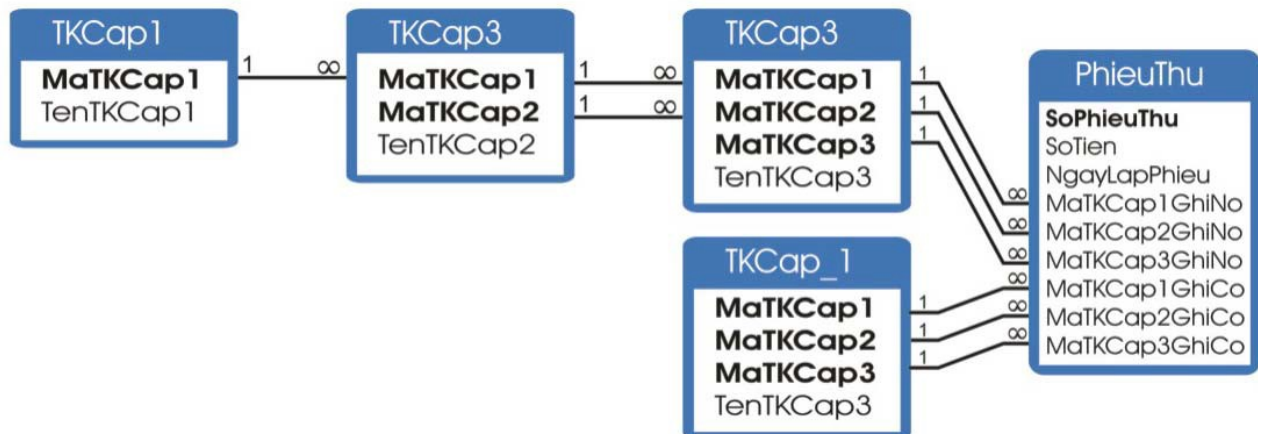 TKCap1
MaTKCap1
TenTKCap1
1
∞
TKCap3
MaTKCap1
MaTKCap2
TenTKCap2
1
∞
1
∞
TKCap3
MaTKCap1
MaTKCap2
MaTKCap3
TenTKCap3
1
1
1
TKCap_1
MaTKCap1
MaTKCap2
MaTKCap3
TenTKCap3
1
1
1
∞
∞
∞
∞
∞
∞
PhieuThu
SoPhieuThu
SoTien
NgayLapPhieu
MaTKCap1GhiNo
MaTKCap2GhiNo
MaTKCap3GhiNo
MaTKCap1GhiCo
MaTKCap2GhiCo
MaTKCap3GhiCo